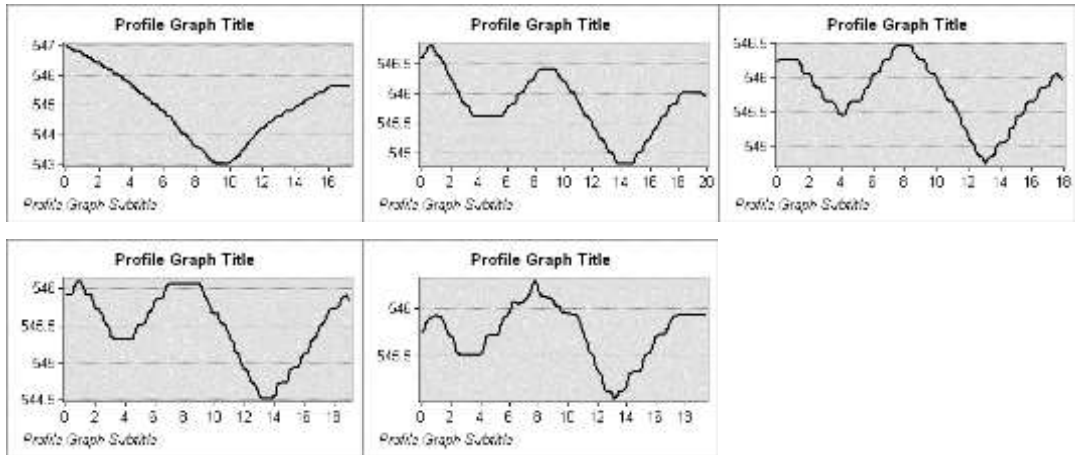 Profile Graph Title
547
546
545
544
543
0 2 4 6 8 10 12 14 16
Profile Graph Subtitle
Profile Graph Title
546.5
546
545.5
545
0 2 4 6 8 10 12 14 16 18 20
Profile Graph Subtitle
Profile Graph Title
546.5
546
545.5
545
0 2 4 6 8 10 12 14 16 18
Profile Graph Subtitle
Profile Graph Title
546
545.5
545
544.5
0 2 4 6 8 10 12 14 16 18
Profile Graph Subtitle
Profile Graph Title
546
545.5
0 2 4 6 8 10 12 14 16 18
Profile Graph Subtitle